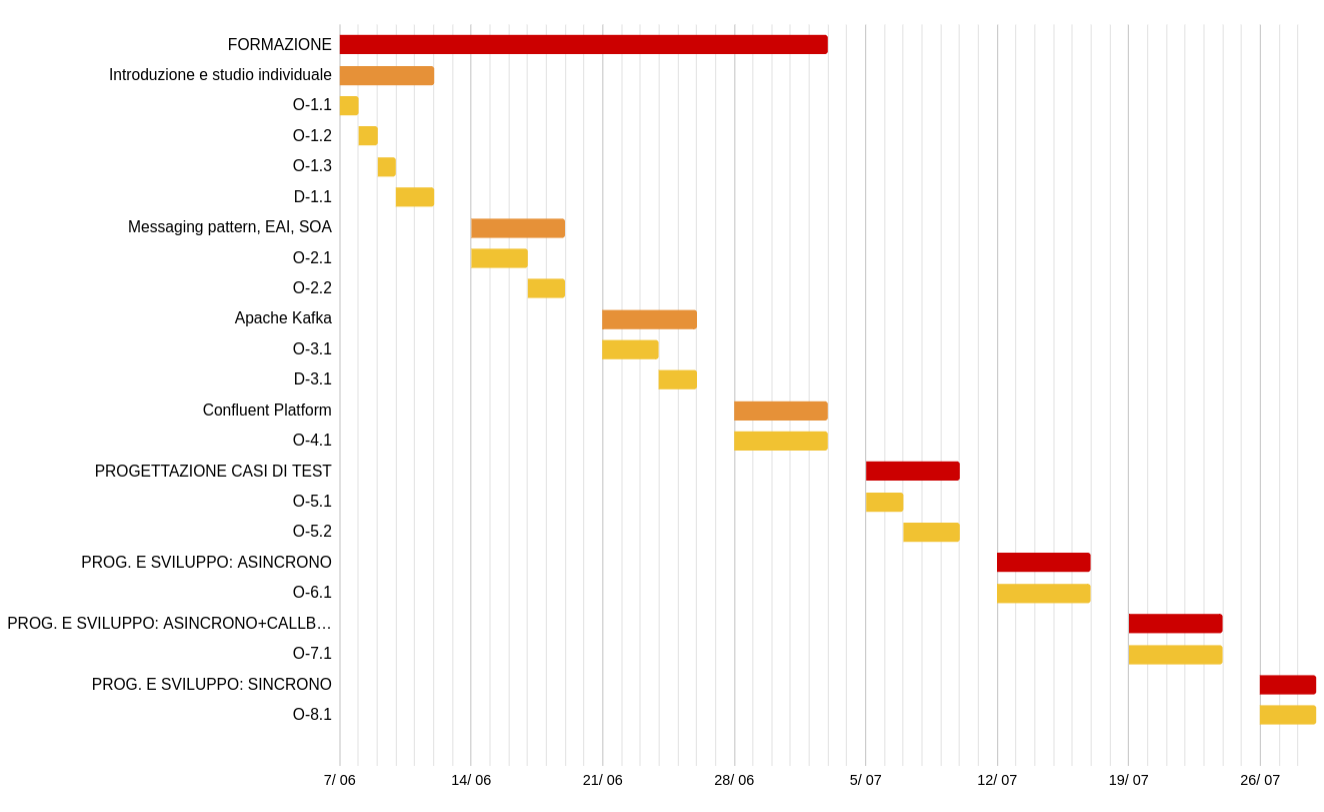 FORMAZIONE
Introduzione e studio individuale
O-1.1
O-1.2
O-1.3
D-1.1
Messaging pattern, EAI, SOA
O-2.1
O-2.2
Apache Kafka
O-3.1
D-3.1
Confluent Platform
O-4.1
PROGETTAZIONE CASI DI TEST
O-5.1
O-5.2
PROG. E SVILUPPO: ASINCRONO
O-6.1
PROG. E SVILUPPO: ASINCRONO+CALLB…
O-7.1
PROG. E SVILUPPO: SINCRONO
O-8.1
7/ 06 14/ 06 21/ 06 28/ 06 5/ 07 12/ 07 19/ 07 26/ 07